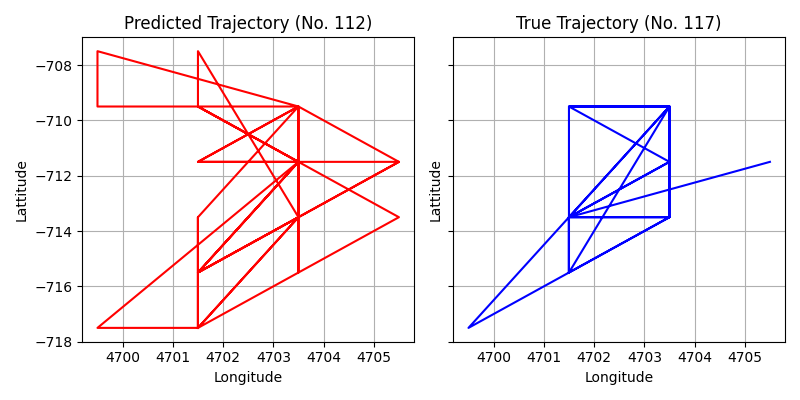 Predicted Trajectory (No. 112)
True Trajectory (No. 117)
Lattitude
−708
−710
−712
−714
−716
−718
4700 4701 4702 4703 4704 4705
Longitude
Lattitude
4700 4701 4702 4703 4704 4705
Longitude